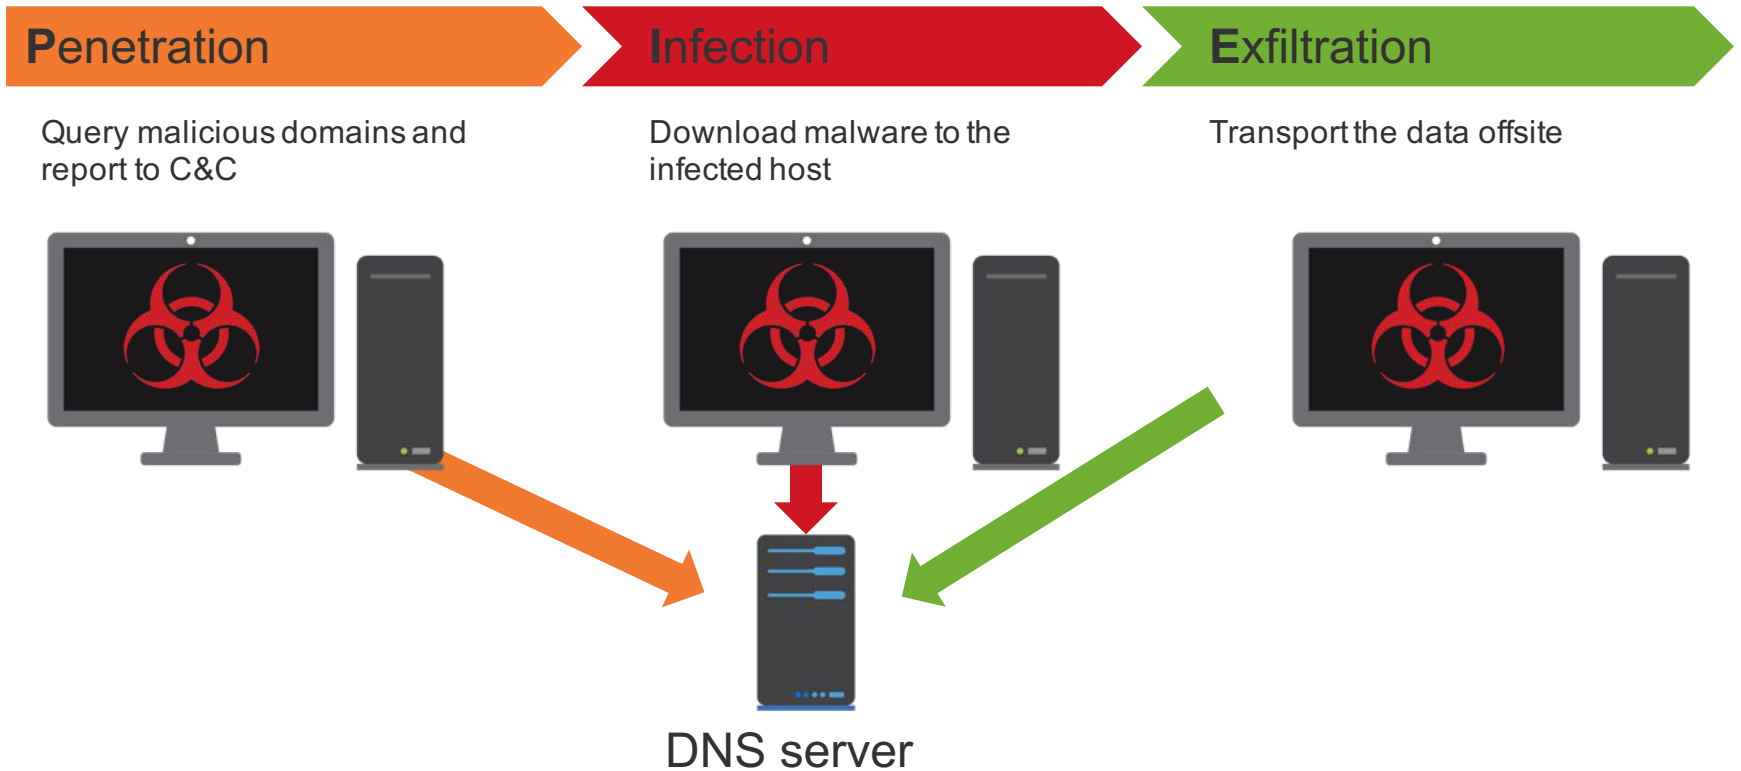 Penetration
Infection
Exfiltration
Query malicious domains and
report to C&C
Download malware to the
infected host
Transport the data offsite
DNS server